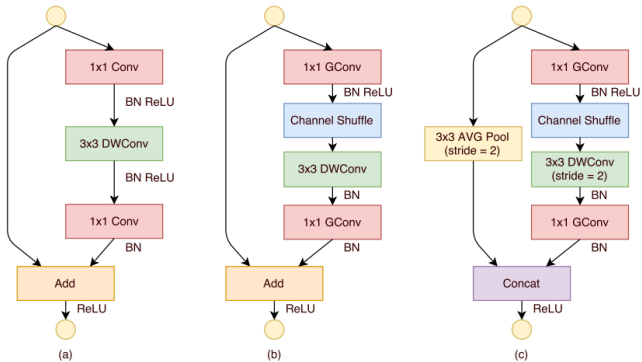 1x1 Conv
BN ReLU
3x3 DWConv
BN ReLU
1x1 Conv
BN
Add
ReLU
(a)
1x1 GConv
BN ReLU
Channel Shuffle
3x3 DWConv
BN
1x1 GConv
BN
Add
ReLU
(b)
3x3 AVG Pool
(stride = 2)
1x1 GConv
BN ReLU
Channel Shuffle
3x3 DWConv
(stride = 2)
BN
1x1 GConv
BN
Concat
ReLU
(c)